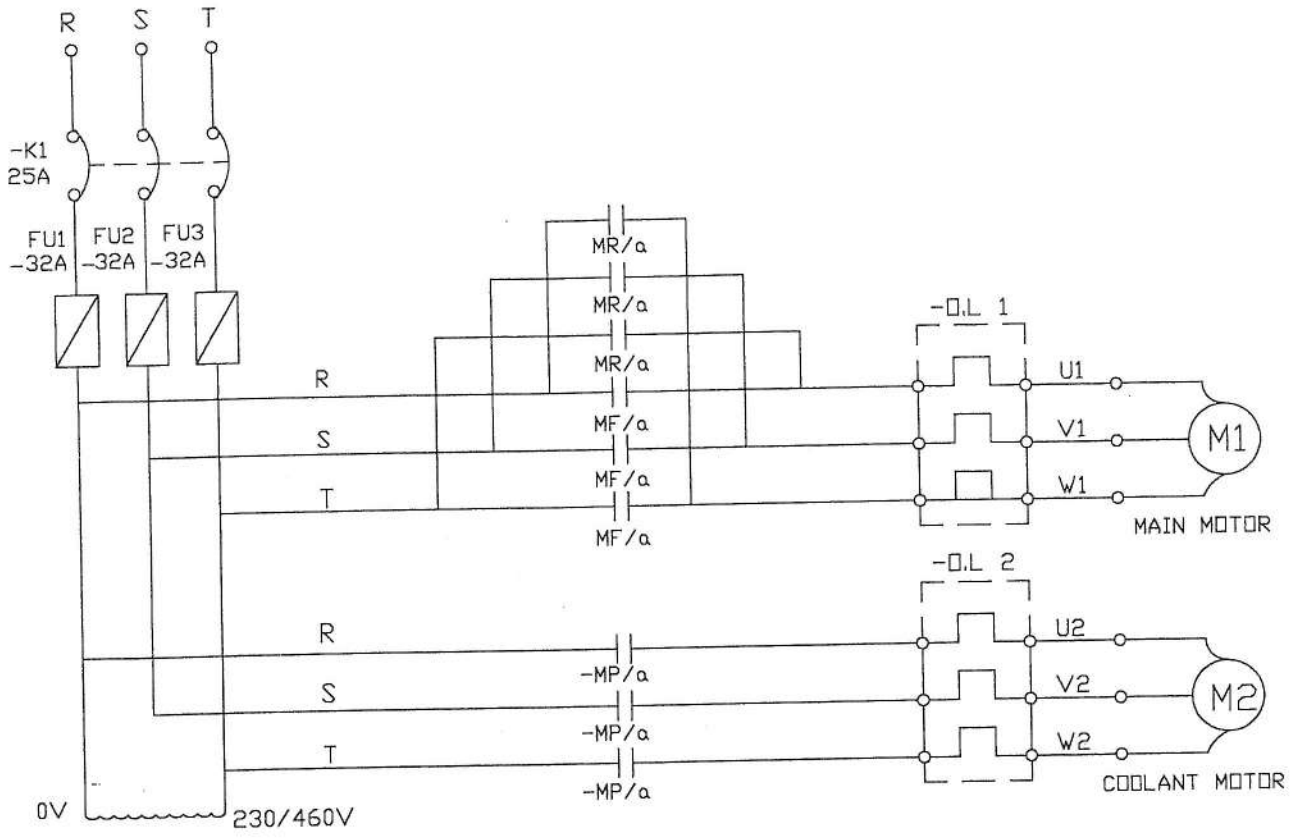 R S T
-K1
25A
FU1 FU2 FU3
-32A -32A -32A
MR/a
MR/a
-O.L 1
MR/a
R
U1
MF/a
S
V1
M1
MF/a
T
W1
MF/a
MAIN MOTOR
-O.L 2
R
U2
-MP/a
S
V2
M2
-MP/a
T
W2
-MP/a
COOLANT MOTOR
0V
230/460V